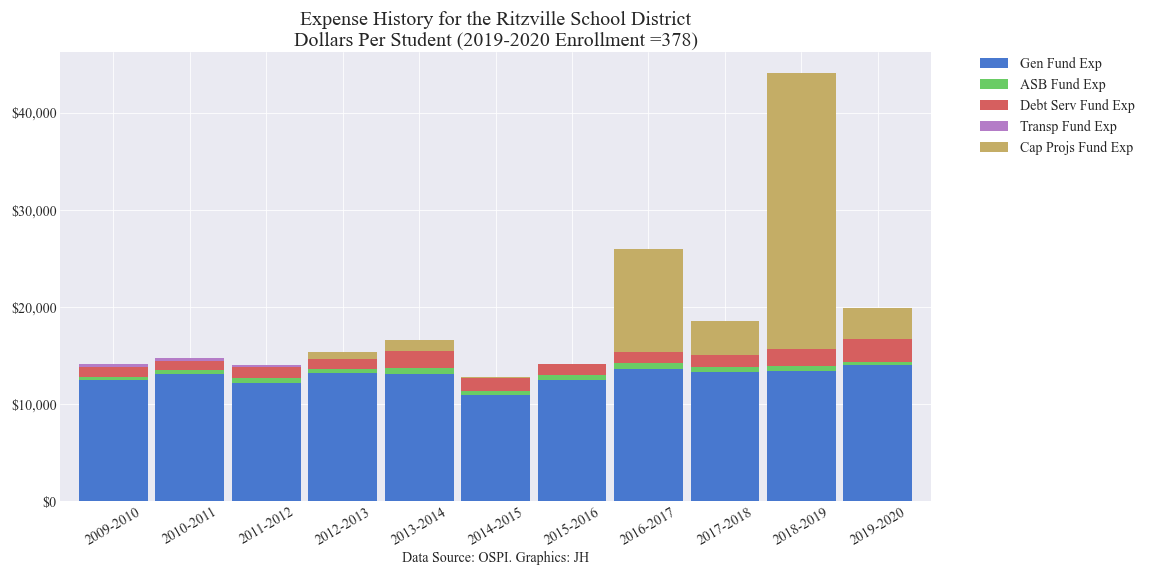 Expense History for the Ritzville School District
Dollars Per Student (2019-2020 Enrollment =378)
Gen Fund Exp
ASB Fund Exp
Debt Serv Fund Exp
Transp Fund Exp
Cap Projs Fund Exp
$40,000
$30,000
$20,000
$10,000
$0
2009-2010
2010-2011
2011-2012
2012-2013
2013-2014
2014-2015
2015-2016
2016-2017
2017-2018
2018-2019
2019-2020
Data Source: OSPI. Graphics: JH